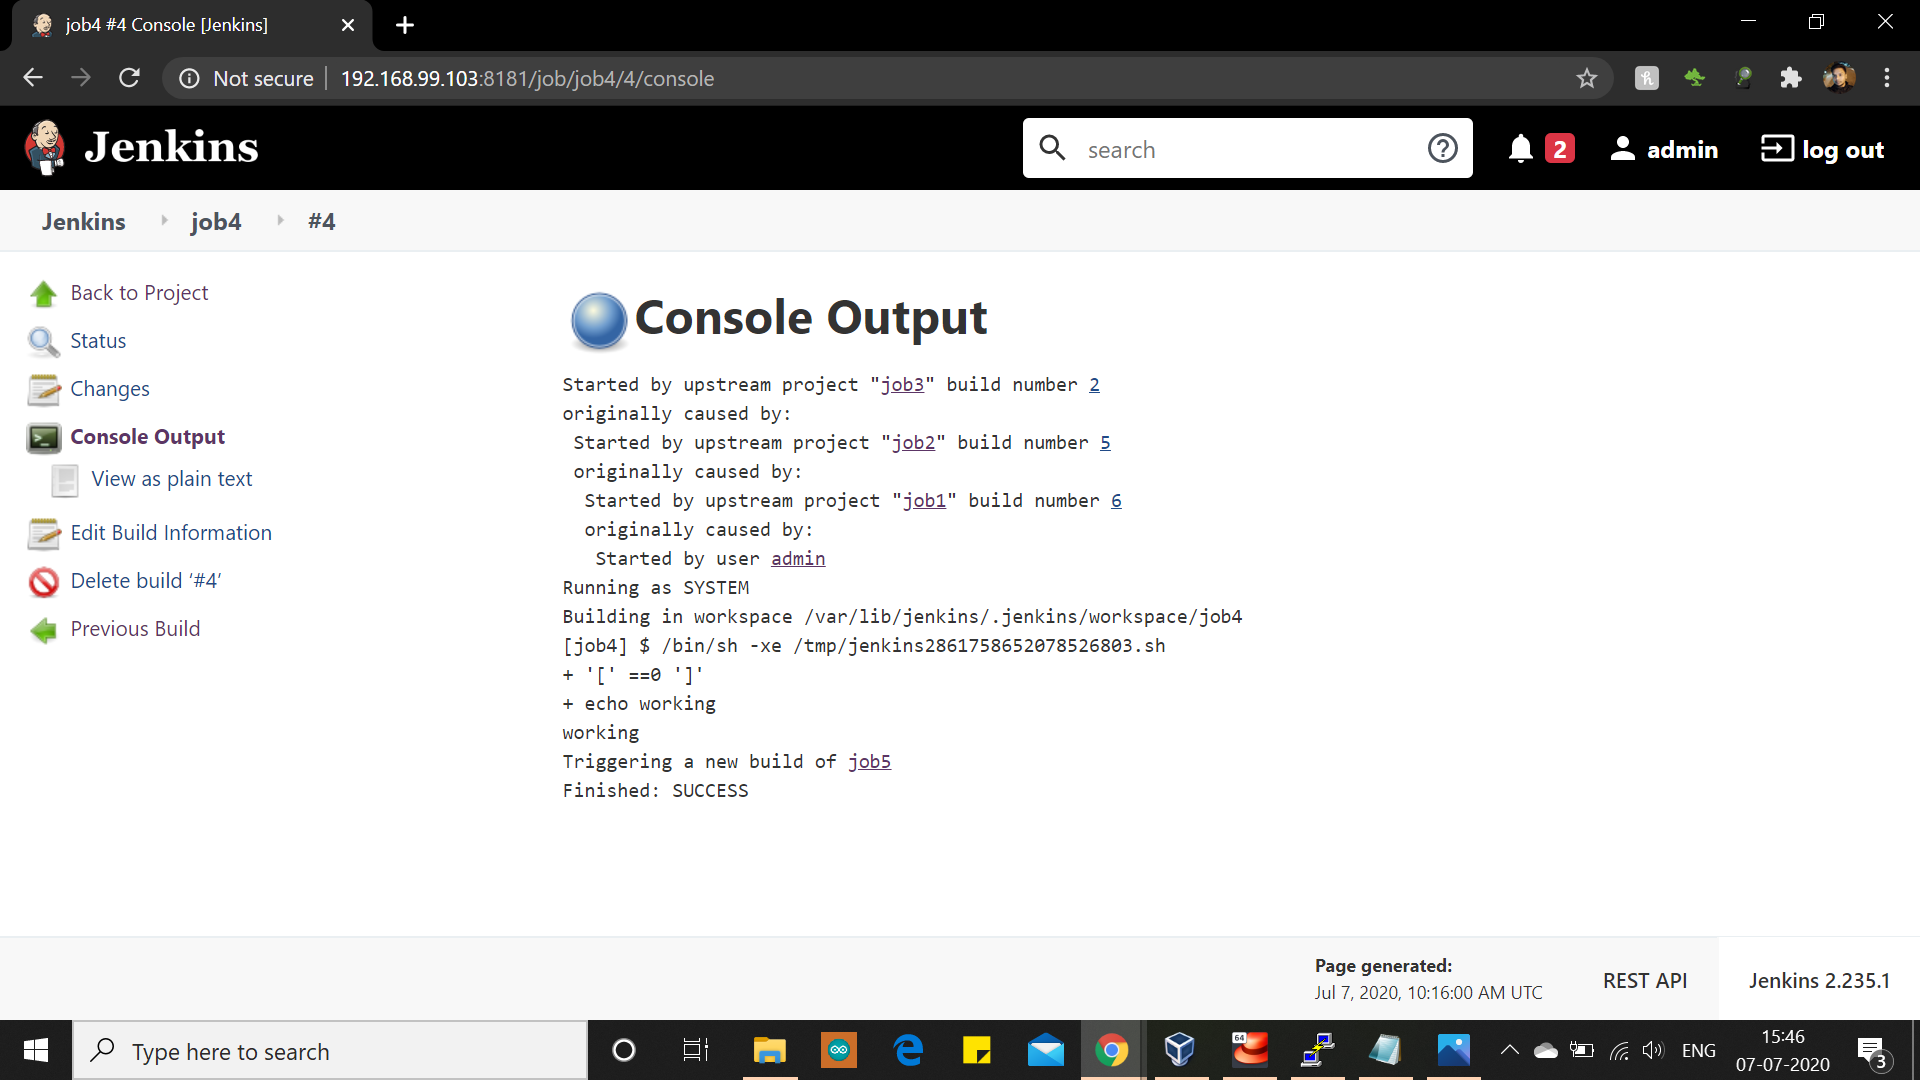 job4 #4 Console [Jenkins]
Not secure | 192.168.99.103:8181/job/job4/4/console
Jenkins
search
2
admin
log out
Jenkins
job4
#4
Back to Project
Status
Changes
Console Output
View as plain text
Edit Build Information
Delete build ‘#4’
Previous Build
Console Output
Started by upstream project "job3" build number 2
originally caused by:
Started by upstream project "job2" build number 5
originally caused by:
Started by upstream project "job1" build number 6
originally caused by:
Started by user admin
Running as SYSTEM
Building in workspace /var/lib/jenkins/.jenkins/workspace/job4
[job4] $ /bin/sh -xe /tmp/jenkins2861758652078526803.sh
+ '[' ==0 ']'
+ echo working
working
Triggering a new build of job5
Finished: SUCCESS
Page generated:
Jul 7, 2020, 10:16:00 AM UTC
REST API
Jenkins 2.235.1
Type here to search
64
ENG
15:46
07-07-2020
3